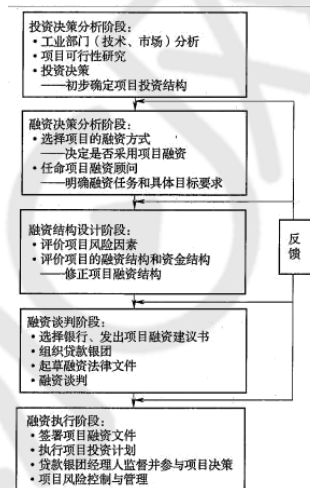 投资决策分析阶段:
•工业部门(技术、市场)分析
•项目可行性研究
•投资决策
——初步确定项目投资结构
融资决策分析阶段:
•选择项目的融资方式
——决定是否采用项目融资
•任命项目融资顾问
——明确融资任务和具体目标要求
融资结构设计阶段:
•评价项目风险因素
•评价项目的融资结构和资金结构
——修正项目融资结构
反
馈
融资谈判阶段:
•选择银行、发出项目融资建议书
•组织贷款银团
•起草融资法律文件
•融资谈判
融资执行阶段:
•签署项目融资文件
•执行项目投资计划
•贷款银团经理人监督并参与项目决策
•项目风险控制与管理